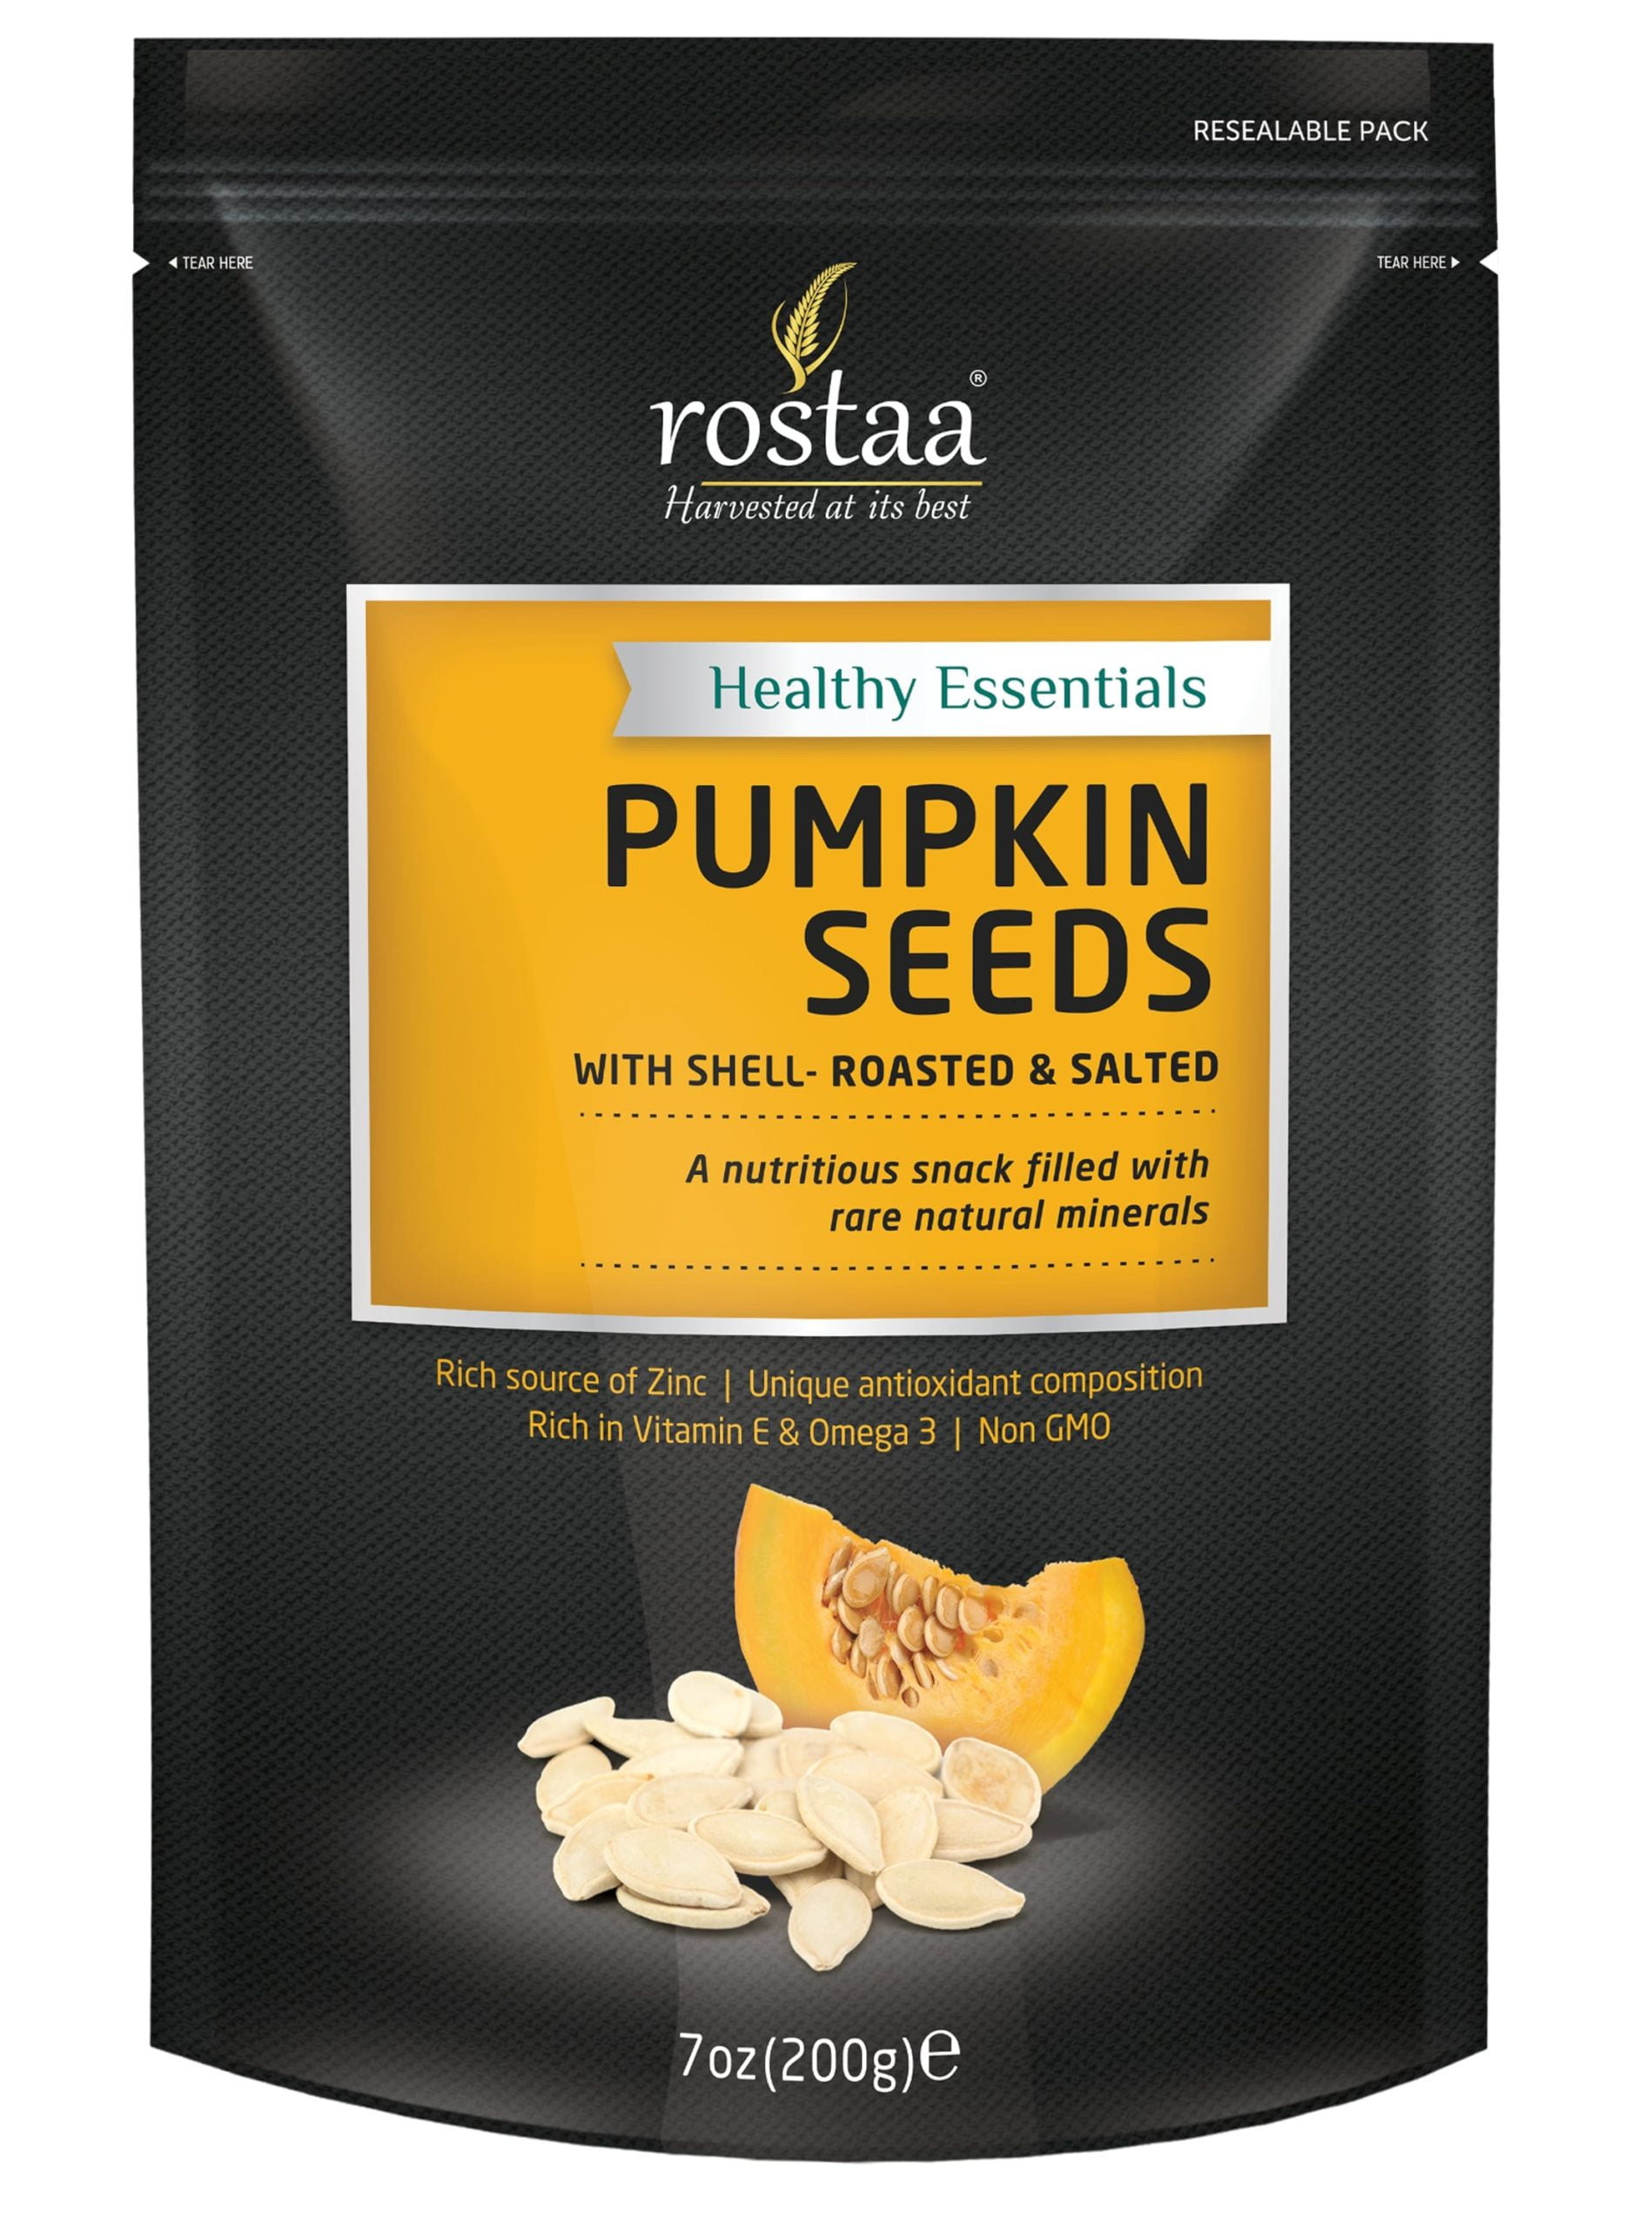 RESEALABLE PACK
◀ TEAR HERE
TEAR HERE ▶
rostaa®
Harvested at its best
Healthy Essentials
PUMPKIN
SEEDS
WITH SHELL- ROASTED & SALTED
A nutritious snack filled with
rare natural minerals
Rich source of Zinc | Unique antioxidant composition
Rich in Vitamin E & Omega 3 | Non GMO
7oz(200g)℮